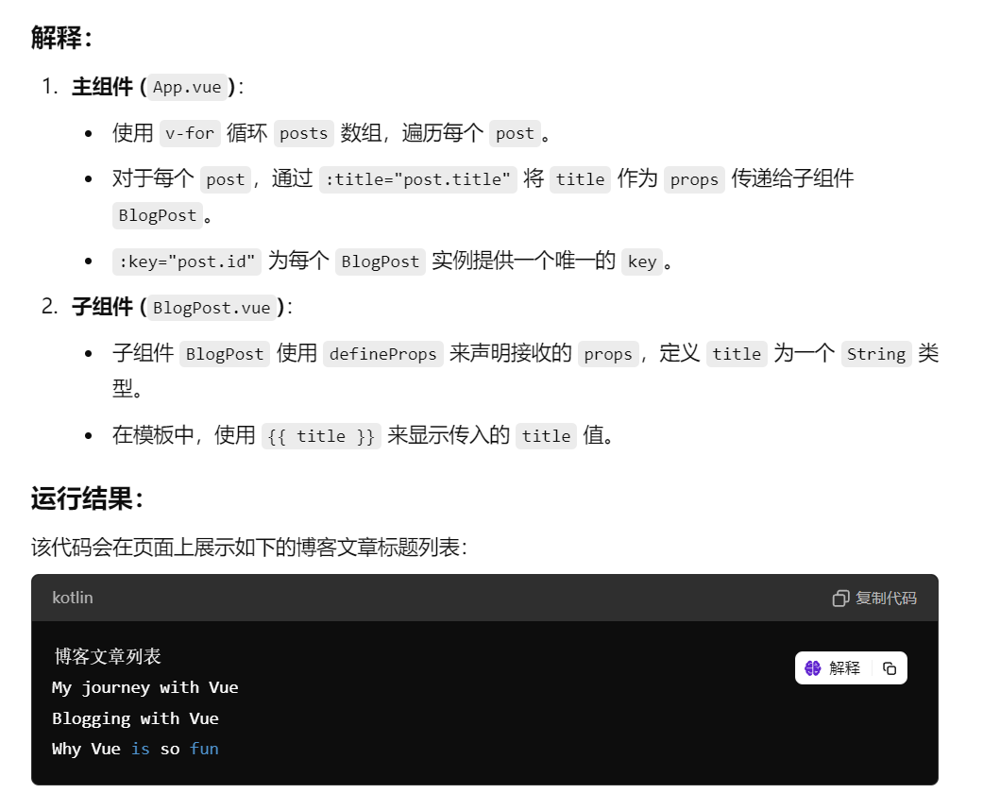 解释：
1. 主组件 (App.vue)：
• 使用 v-for 循环 posts 数组，遍历每个 post。
• 对于每个 post，通过 :title="post.title" 将 title 作为 props 传递给子组件
BlogPost。
• :key="post.id" 为每个 BlogPost 实例提供一个唯一的 key。
2. 子组件 (BlogPost.vue)：
• 子组件 BlogPost 使用 defineProps 来声明接收的 props，定义 title 为一个 String 类
型。
• 在模板中，使用 {{ title }} 来显示传入的 title 值。
运行结果：
该代码会在页面上展示如下的博客文章标题列表：
kotlin 复制代码
博客文章列表
解释
My journey with Vue
Blogging with Vue
Why Vue is so fun